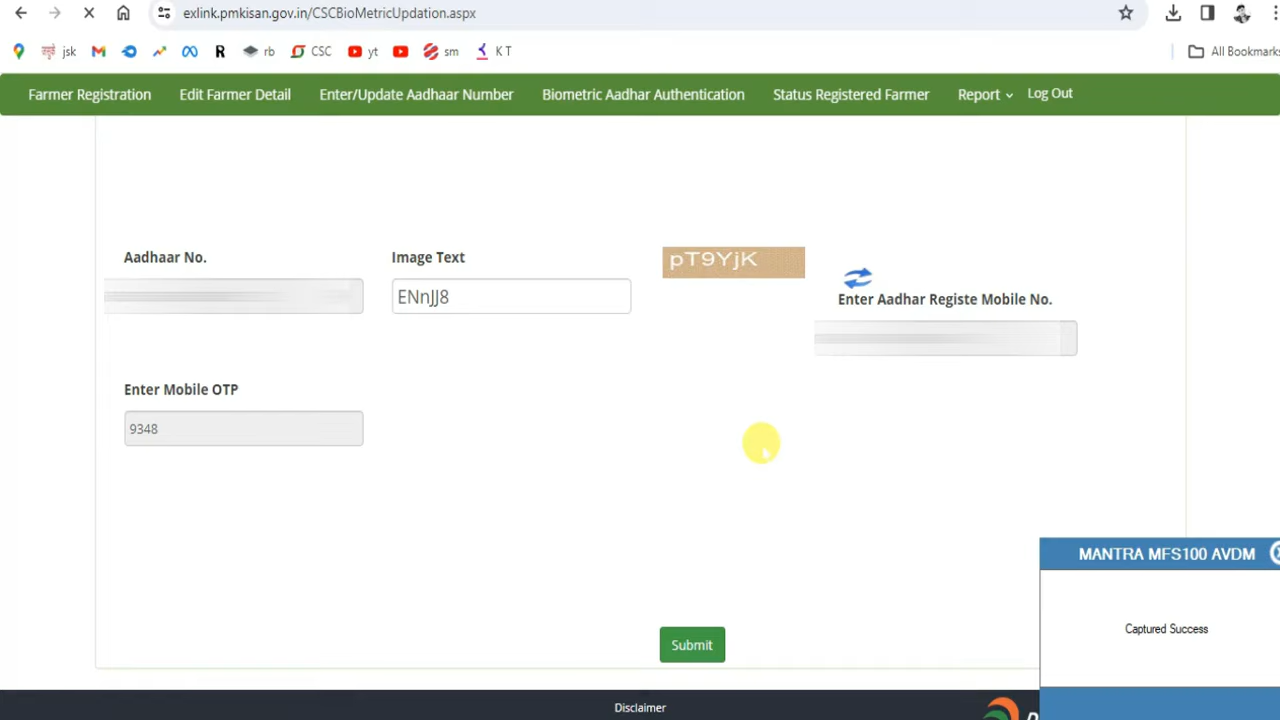 exlink.pmkisan.gov.in/CSCBioMetricUpdation.aspx
jsk R rb CSC yt sm K T All Bookmarks
Farmer Registration Edit Farmer Detail Enter/Update Aadhaar Number Biometric Aadhar Authentication Status Registered Farmer Report Log Out
Aadhaar No. Image Text pT9YjK
ENnJJ8
Enter Aadhar Registe Mobile No.
Enter Mobile OTP
9348
MANTRA MFS100 AVDM
Captured Success
Submit
Disclaimer